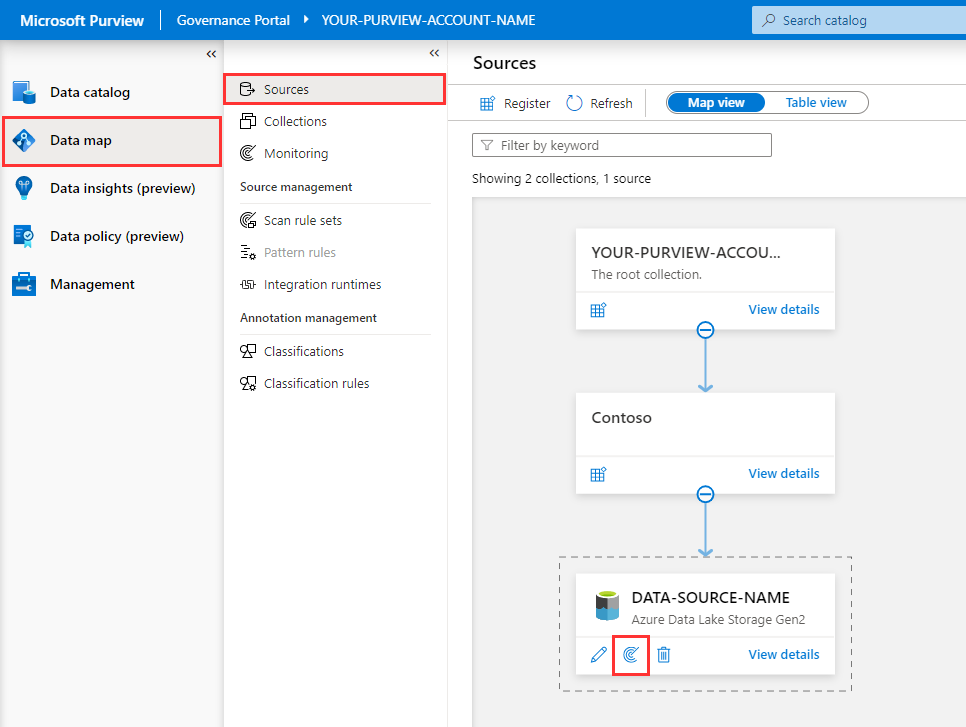 Microsoft Purview Governance Portal YOUR-PURVIEW-ACCOUNT-NAME Search catalog
Data catalog
Data map
Data insights (preview)
Data policy (preview)
Management
Sources
Collections
Monitoring
Source management
Scan rule sets
Pattern rules
Integration runtimes
Annotation management
Classifications
Classification rules
Sources
Register Refresh Map view Table view
Filter by keyword
Showing 2 collections, 1 source
YOUR-PURVIEW-ACCOU...
The root collection.
View details
Contoso
View details
DATA-SOURCE-NAME
Azure Data Lake Storage Gen2
View details